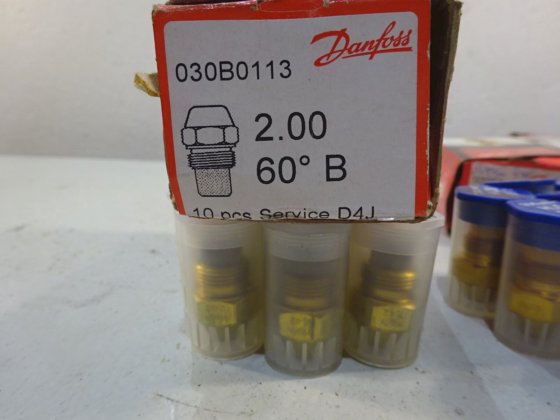 Danfoss
030B0113
2.00
60° B
10 pcs Service D4J